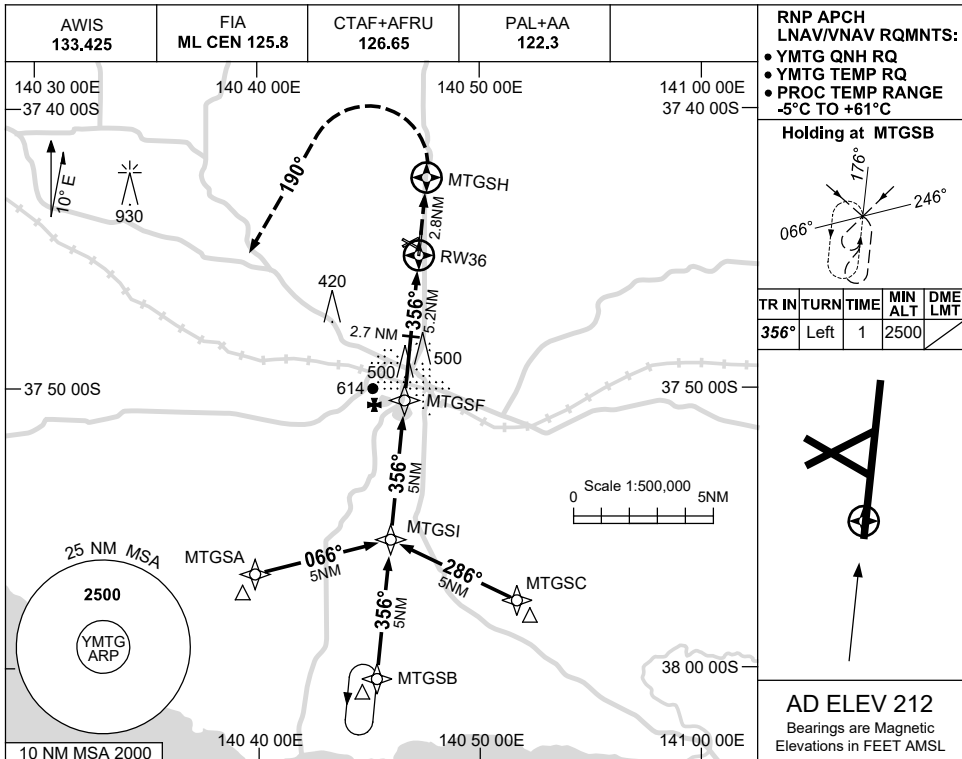 AWIS
133.425
FIA
ML CEN 125.8
CTAF+AFRU
126.65
PAL+AA
122.3
RNP APCH
LNAV/VNAV RQMNTS:
• YMTG QNH RQ
• YMTG TEMP RQ
• PROC TEMP RANGE
-5°C TO +61°C
140 30 00E
140 40 00E
140 50 00E
141 00 00E
37 40 00S
37 40 00S
Holding at MTGSB
176°
246°
066°
10° E
930
190°
MTGSH
2.8NM
RW36
420
356°
5.2NM
2.7 NM
500
500
614
37 50 00S
37 50 00S
MTGSF
TR IN TURN TIME MIN ALT DME LMT
356° Left 1 2500
356°
5NM
Scale 1:500,000
0 5NM
MTGSI
MTGSA
066°
5NM
286°
5NM
MTGSC
25 NM MSA
2500
YMTG
ARP
356°
5NM
MTGSB
38 00 00S
10 NM MSA 2000
140 40 00E
140 50 00E
141 00 00E
AD ELEV 212
Bearings are Magnetic
Elevations in FEET AMSL